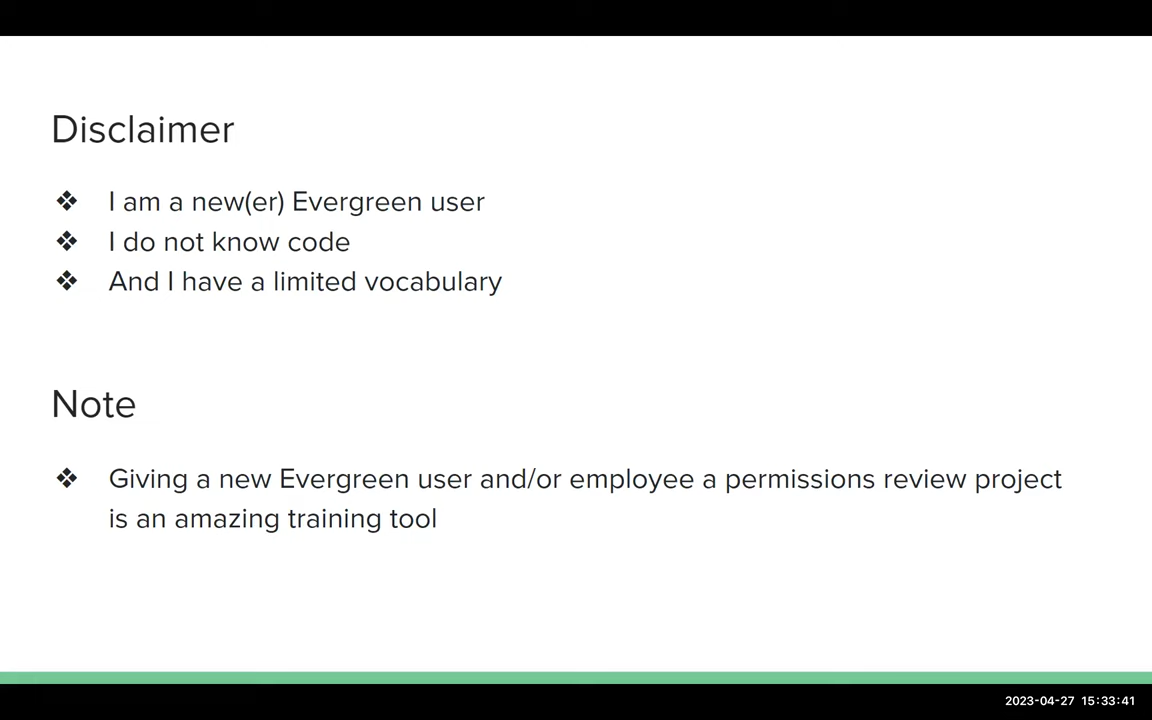 Disclaimer
❖ I am a new(er) Evergreen user
❖ I do not know code
❖ And I have a limited vocabulary
Note
❖ Giving a new Evergreen user and/or employee a permissions review project
is an amazing training tool
2023-04-27 15:33:41